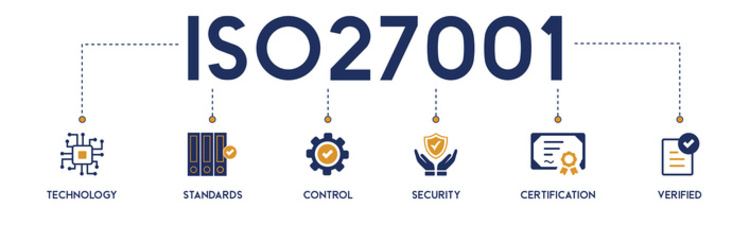 ISO27001
TECHNOLOGY STANDARDS CONTROL SECURITY CERTIFICATION VERIFIED